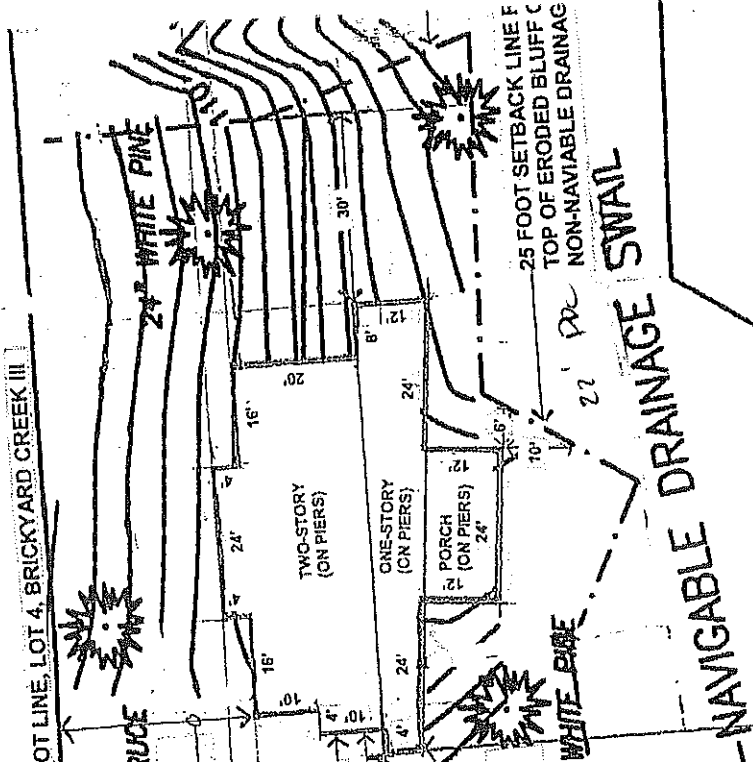 OT LINE, LOT 4, BRICKYARD CREEK III
24" WHITE PINE
110
30'
25 FOOT SETBACK LINE F
TOP OF ERODED BLUFF O
NON-NAVIABLE DRAINAG
22'
NAVIGABLE DRAINAGE SWAIL
RUCE
16'
4'
24'
4'
16'
20'
8'
12'
TWO-STORY
(ON PIERS)
ONE-STORY
(ON PIERS)
24'
12'
PORCH
(ON PIERS)
24'
12'
6'
10'
10'
4'
10'
24'
4'
WHITE PINE